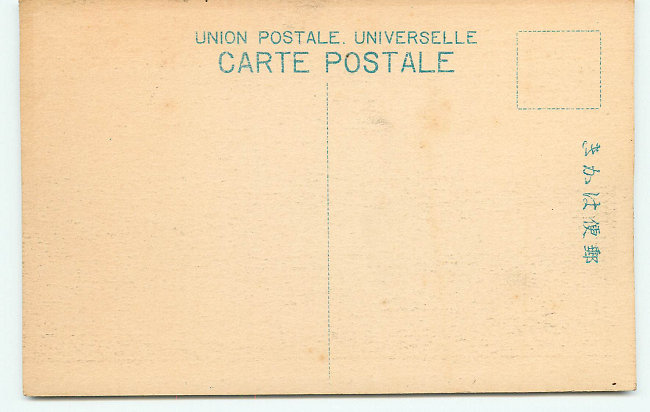 UNION POSTALE. UNIVERSELLE
CARTE POSTALE
郵便はかき